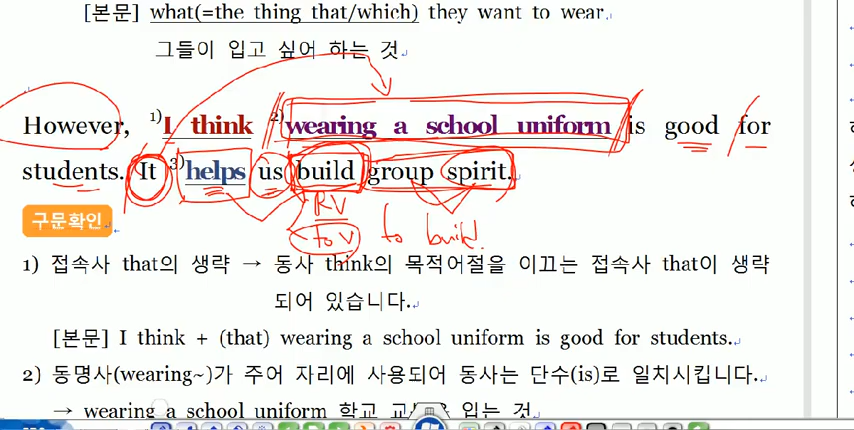 [본문] what(=the thing that/which) they want to wear.
그들이 입고 싶어 하는 것
However, 1)I think 2)wearing a school uniform is good for
students. It 3)helps us build group spirit.
RV
to V to build.
구문확인
1) 접속사 that의 생략 → 동사 think의 목적어절을 이끄는 접속사 that이 생략
되어 있습니다.
[본문] I think + (that) wearing a school uniform is good for students.
2) 동명사(wearing~)가 주어 자리에 사용되어 동사는 단수(is)로 일치시킵니다.
→ wearing a school uniform 학교 교복을 입는 것